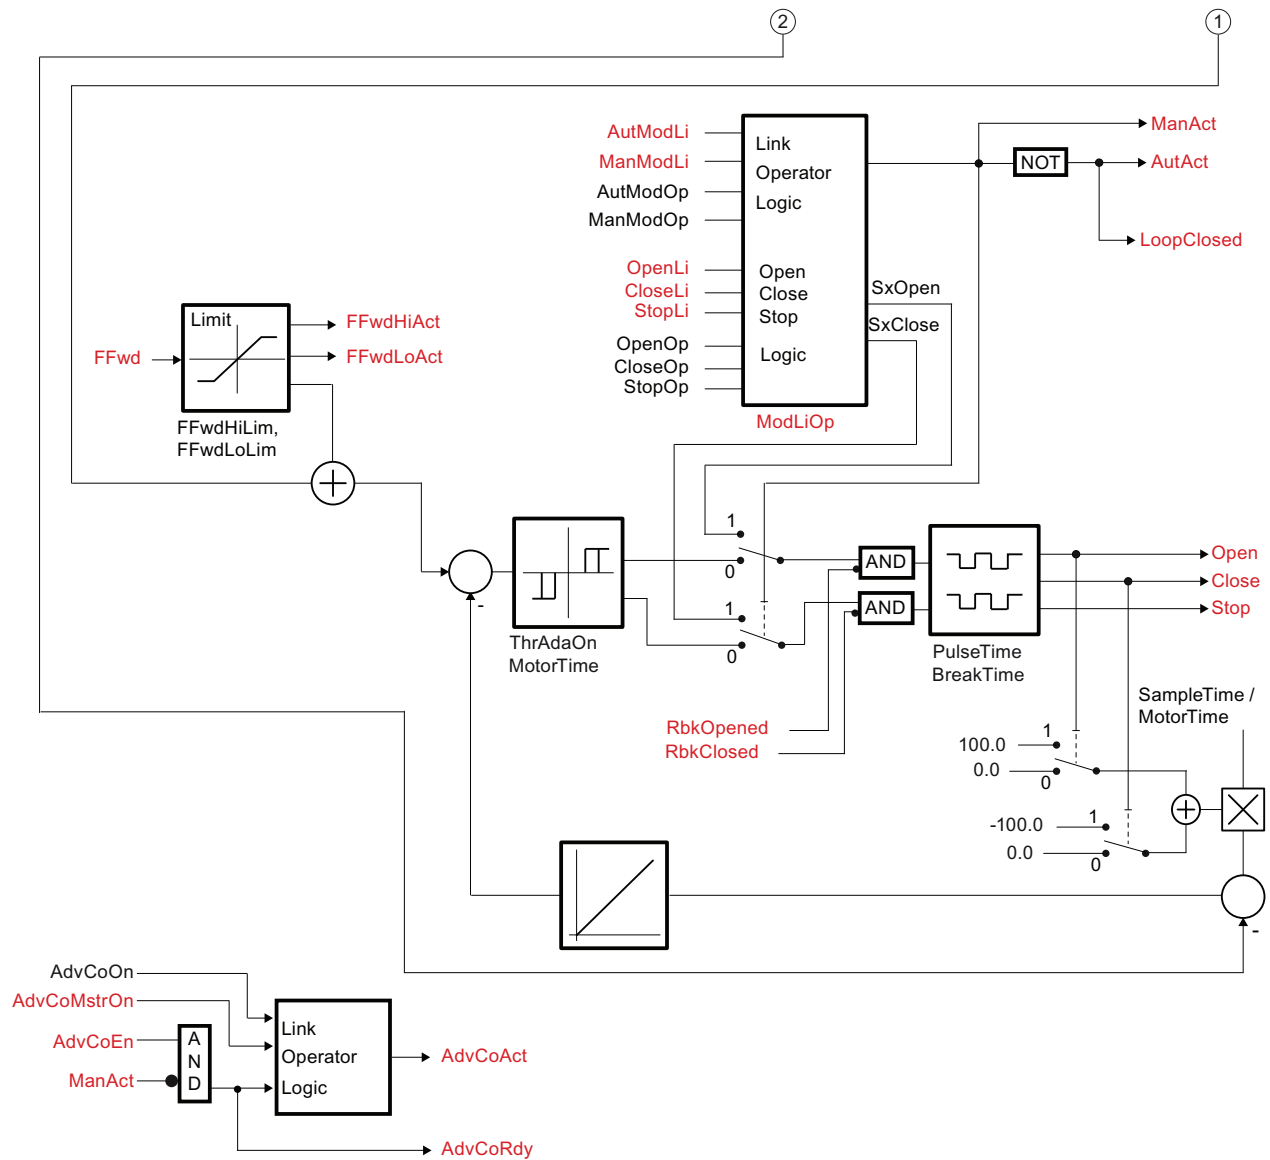 2
1
AutModLi
ManModLi
AutModOp
ManModOp
OpenLi
CloseLi
StopLi
OpenOp
CloseOp
StopOp
Link
Operator
Logic
Open
Close
Stop
Logic
ModLiOp
SxOpen
SxClose
NOT
ManAct
AutAct
LoopClosed
FFwd
Limit
FFwdHiAct
FFwdLoAct
FFwdHiLim,
FFwdLoLim
+
-
ThrAdaOn
MotorTime
1
0
1
0
AND
AND
RbkOpened
RbkClosed
PulseTime
BreakTime
Open
Close
Stop
SampleTime /
MotorTime
100.0
1
0.0
0
-100.0
1
0.0
0
+
-
AdvCoOn
AdvCoMstrOn
AdvCoEn
ManAct
A
N
D
Link
Operator
Logic
AdvCoAct
AdvCoRdy